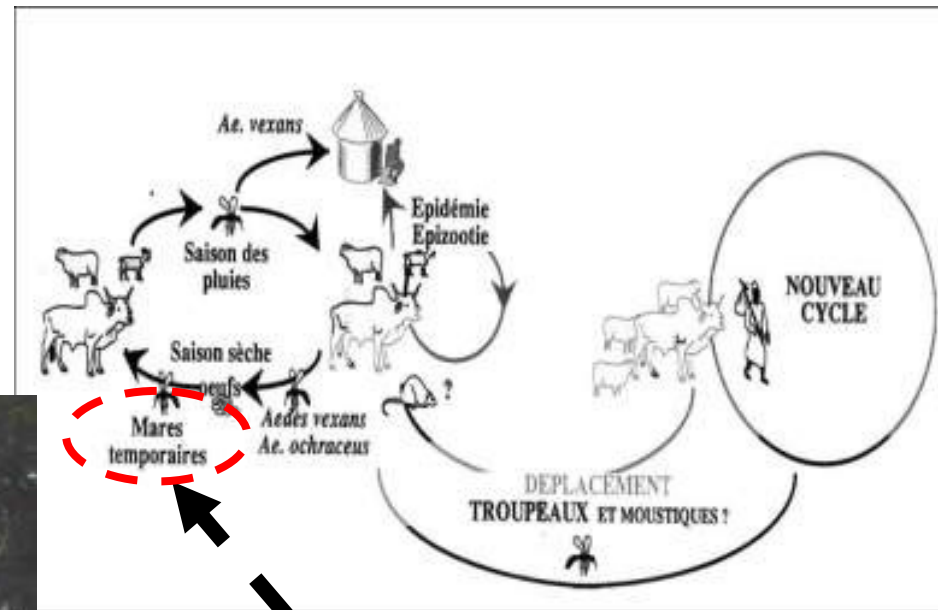 Ae. vexans
Epidémie
Epizootie
Saison des
pluies
NOUVEAU
CYCLE
Saison sèche
oeufs
?
Mares
temporaires
Aedes vexans
Ae. ochraceus
DEPLACEMENT
TROUPEAUX ET MOUSTIQUES ?